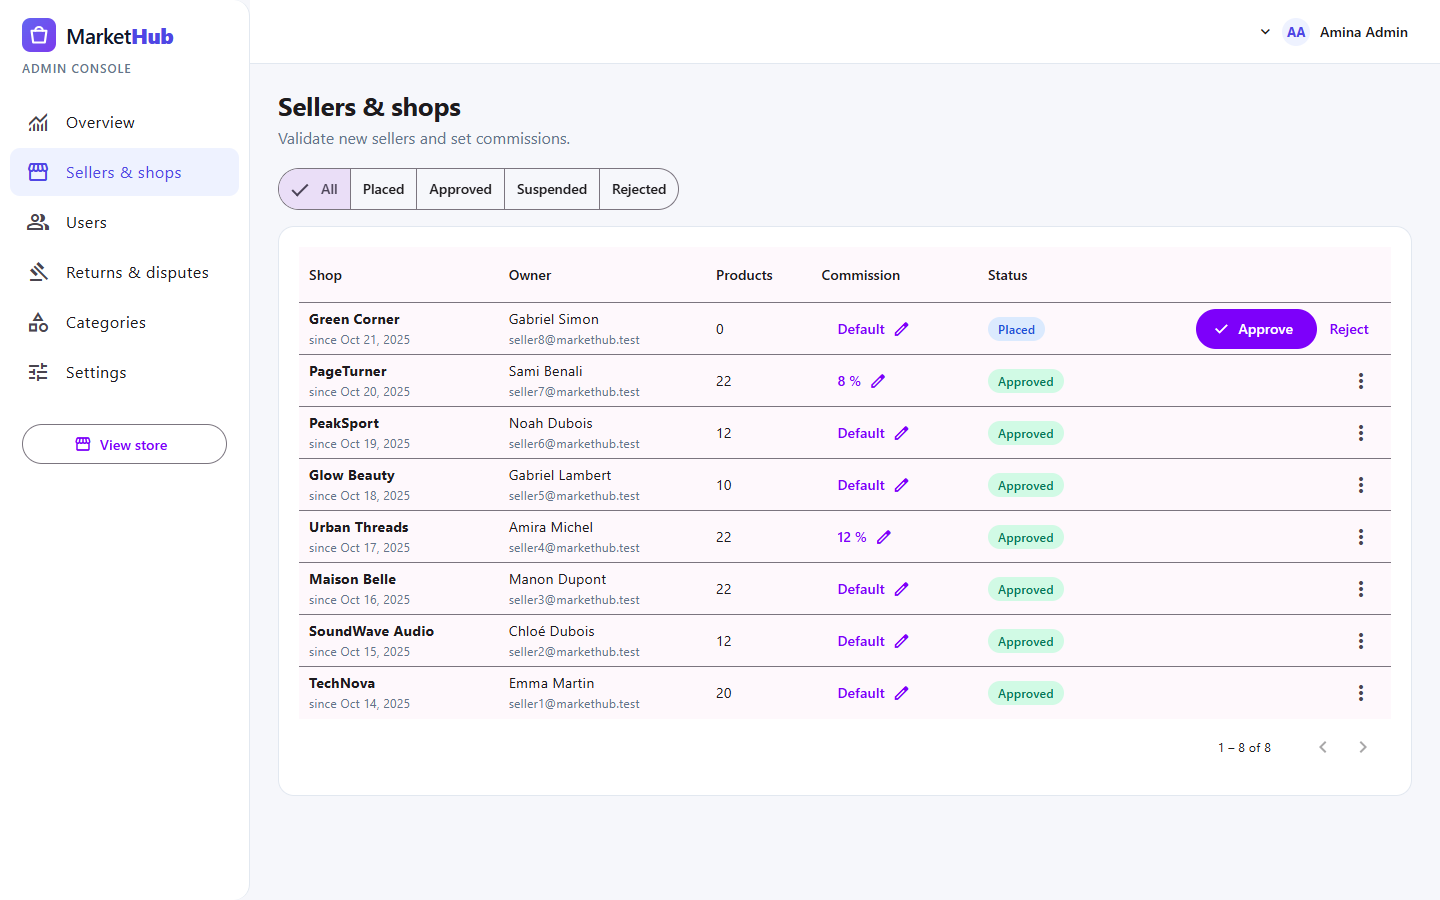 MarketHub
ADMIN CONSOLE
Overview
Sellers & shops
Users
Returns & disputes
Categories
Settings
View store
AA Amina Admin
Sellers & shops
Validate new sellers and set commissions.
All Placed Approved Suspended Rejected
Shop Owner Products Commission Status
Green Corner Gabriel Simon 0 Default Placed Approve Reject
since Oct 21, 2025 seller8@markethub.test
PageTurner Sami Benali 22 8 % Approved
since Oct 20, 2025 seller7@markethub.test
PeakSport Noah Dubois 12 Default Approved
since Oct 19, 2025 seller6@markethub.test
Glow Beauty Gabriel Lambert 10 Default Approved
since Oct 18, 2025 seller5@markethub.test
Urban Threads Amira Michel 22 12 % Approved
since Oct 17, 2025 seller4@markethub.test
Maison Belle Manon Dupont 22 Default Approved
since Oct 16, 2025 seller3@markethub.test
SoundWave Audio Chloé Dubois 12 Default Approved
since Oct 15, 2025 seller2@markethub.test
TechNova Emma Martin 20 Default Approved
since Oct 14, 2025 seller1@markethub.test
1 – 8 of 8